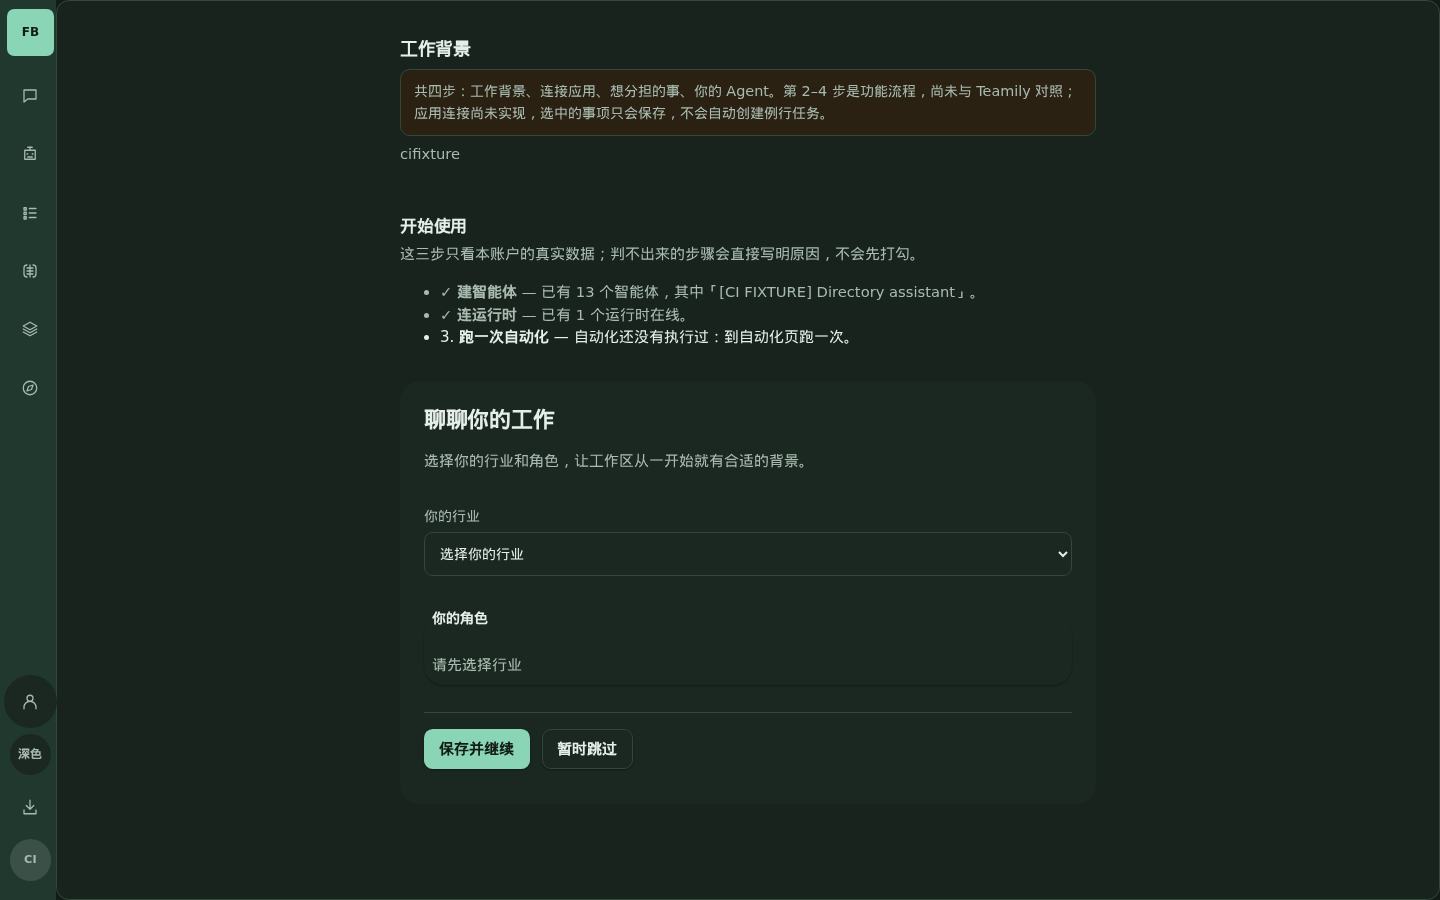 FB
工作背景
共四步：工作背景、连接应用、想分担的事、你的 Agent。第 2–4 步是功能流程，尚未与 Teamily 对照；
应用连接尚未实现，选中的事项只会保存，不会自动创建例行任务。
cifixture
开始使用
这三步只看本账户的真实数据；判不出来的步骤会直接写明原因，不会先打勾。
• ✓ 建智能体 — 已有 13 个智能体，其中「[CI FIXTURE] Directory assistant」。
• ✓ 连运行时 — 已有 1 个运行时在线。
• 3. 跑一次自动化 — 自动化还没有执行过：到自动化页跑一次。
聊聊你的工作
选择你的行业和角色，让工作区从一开始就有合适的背景。
你的行业
选择你的行业
你的角色
请先选择行业
保存并继续
暂时跳过
深色
CI